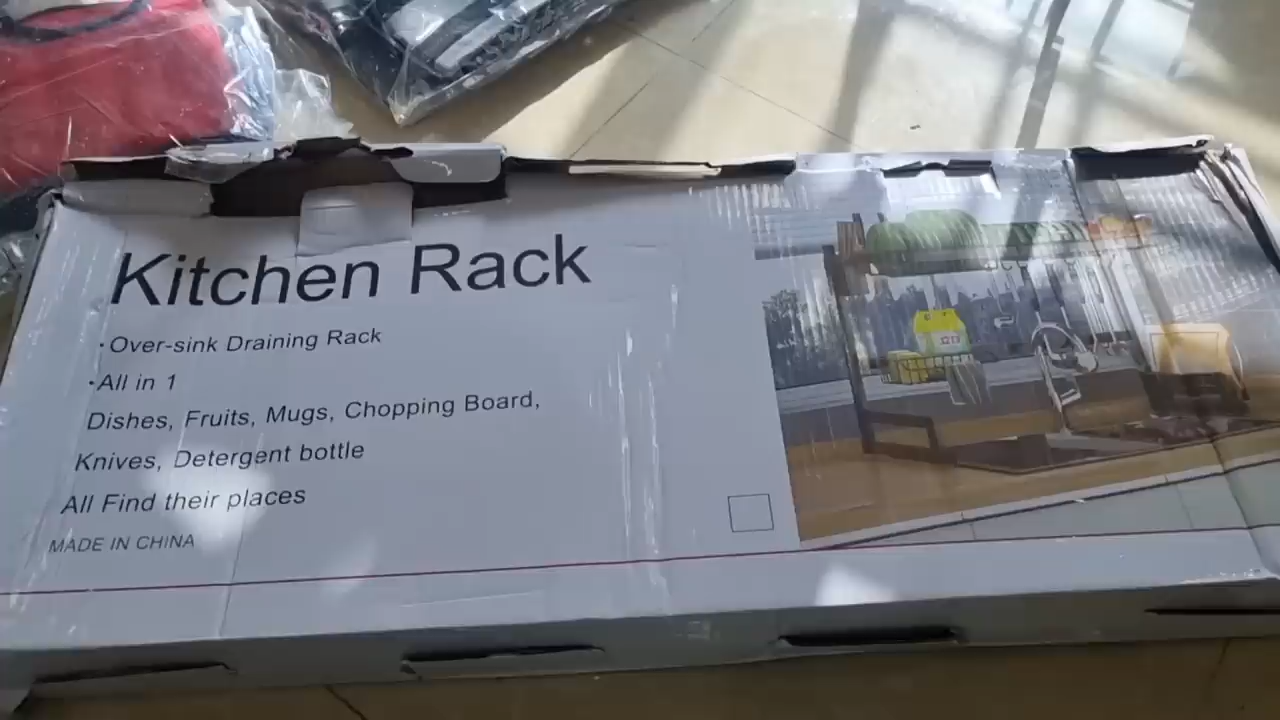 Kitchen Rack
·Over-sink Draining Rack
·All in 1
Dishes, Fruits, Mugs, Chopping Board,
Knives, Detergent bottle
All Find their places
MADE IN CHINA